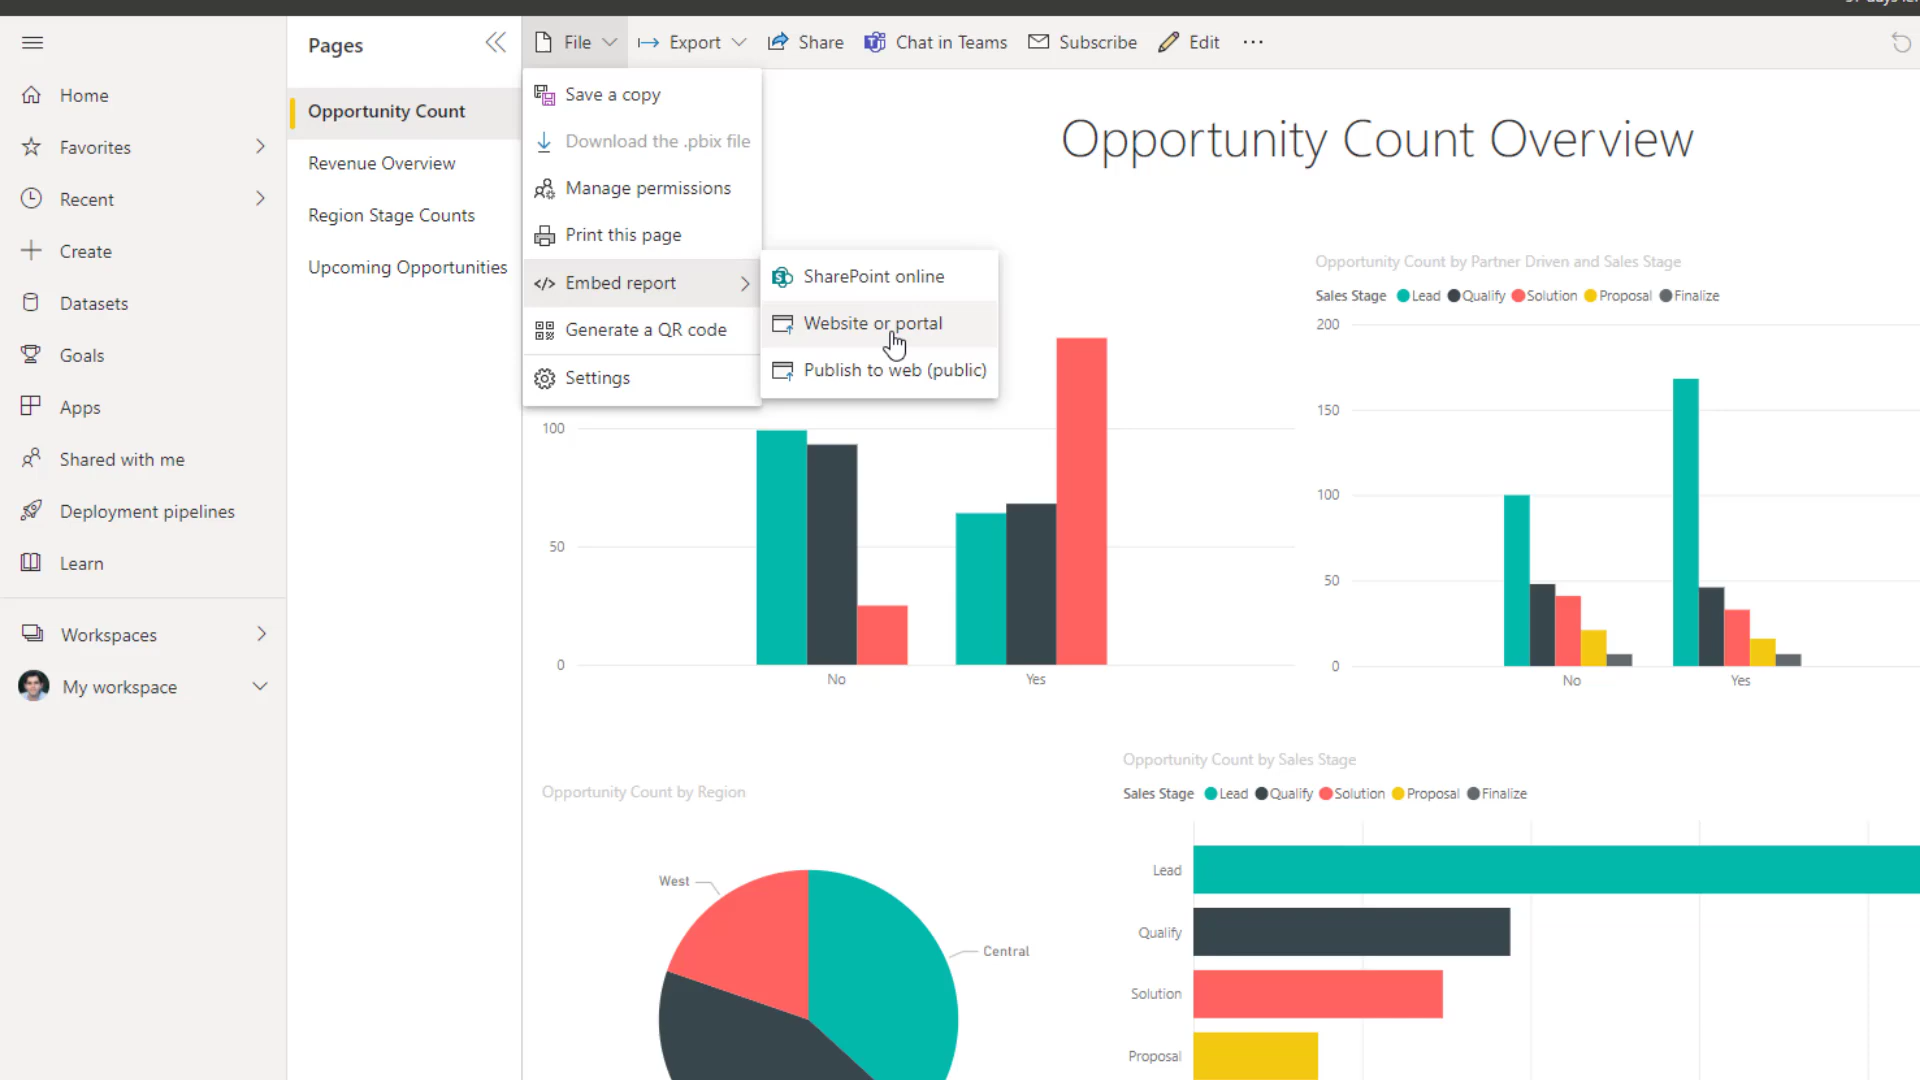 Home
Favorites
Recent
Create
Datasets
Goals
Apps
Shared with me
Deployment pipelines
Learn
Workspaces
My workspace
Pages
Opportunity Count
Revenue Overview
Region Stage Counts
Upcoming Opportunities
File Export Share Chat in Teams Subscribe Edit ...
Save a copy
Download the .pbix file
Manage permissions
Print this page
</> Embed report
Generate a QR code
Settings
SharePoint online
Website or portal
Publish to web (public)
Opportunity Count Overview
100
50
0
No Yes
Opportunity Count by Partner Driven and Sales Stage
Sales Stage Lead Qualify Solution Proposal Finalize
200
150
100
50
0
No Yes
Opportunity Count by Region
West
Central
Opportunity Count by Sales Stage
Sales Stage Lead Qualify Solution Proposal Finalize
Lead
Qualify
Solution
Proposal